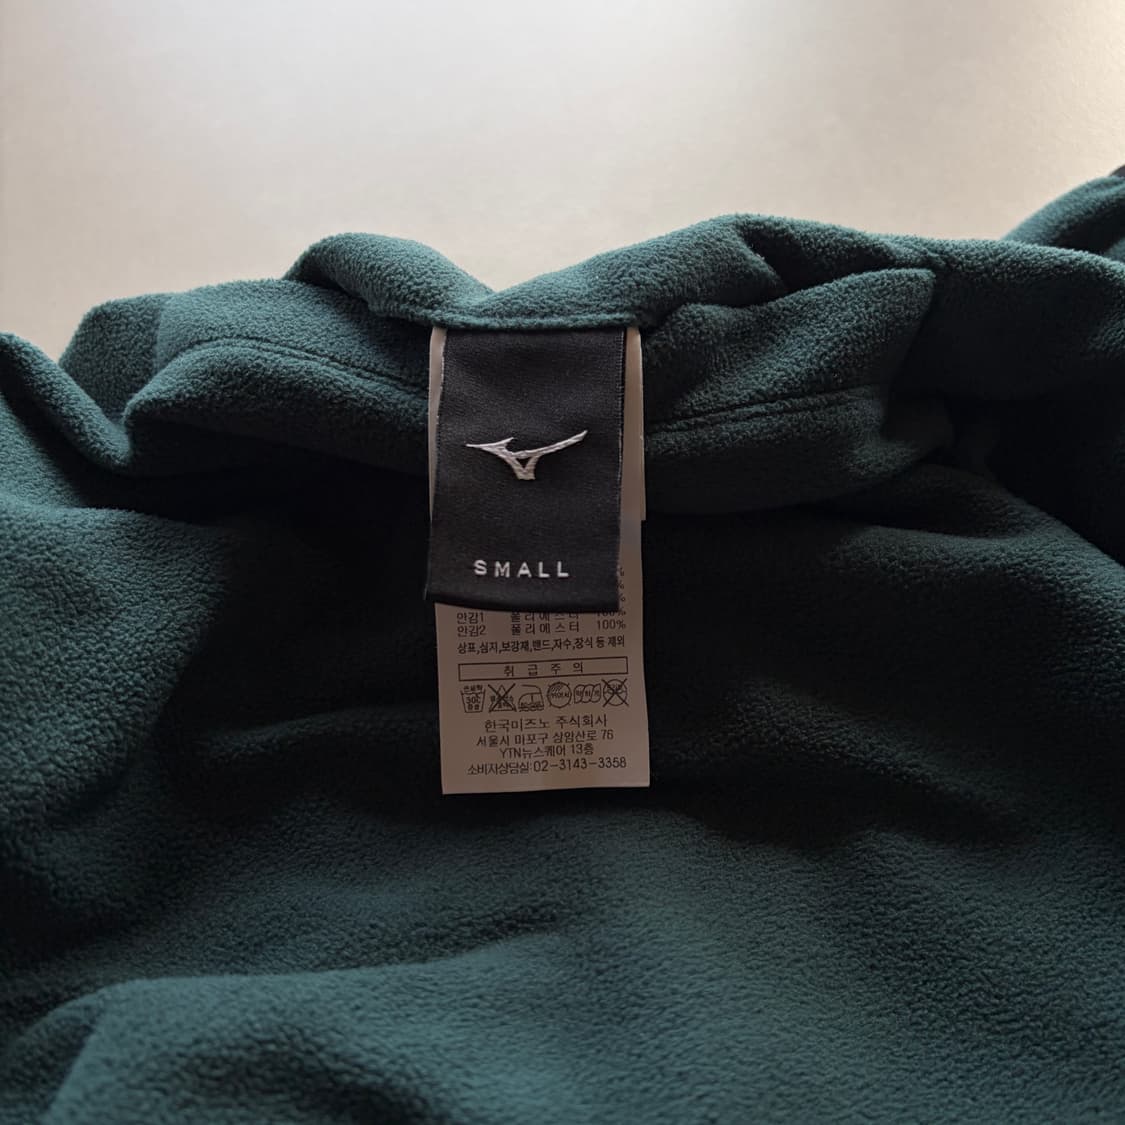 SMALL
%
%
%
안감1 폴리에스터 100%
안감2 폴리에스터 100%
상표,심지,보강재,밴드,자수,장식 등 제외
취급주의
30℃
한국미즈노 주식회사
서울시 마포구 상암산로 76
YTN뉴스퀘어 13층
소비자상담실:02-3143-3358